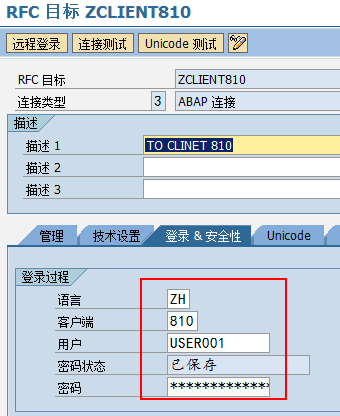 RFC 目标 ZCLIENT810
远程登录 连接测试 Unicode 测试
RFC 目标 ZCLIENT810
连接类型 3 ABAP 连接
描述
描述 1 TO CLINET 810
描述 2
描述 3
管理 技术设置 登录 & 安全性 Unicode
登录过程
语言 ZH
客户端 810
用户 USER001
密码状态 已保存
密码 *************